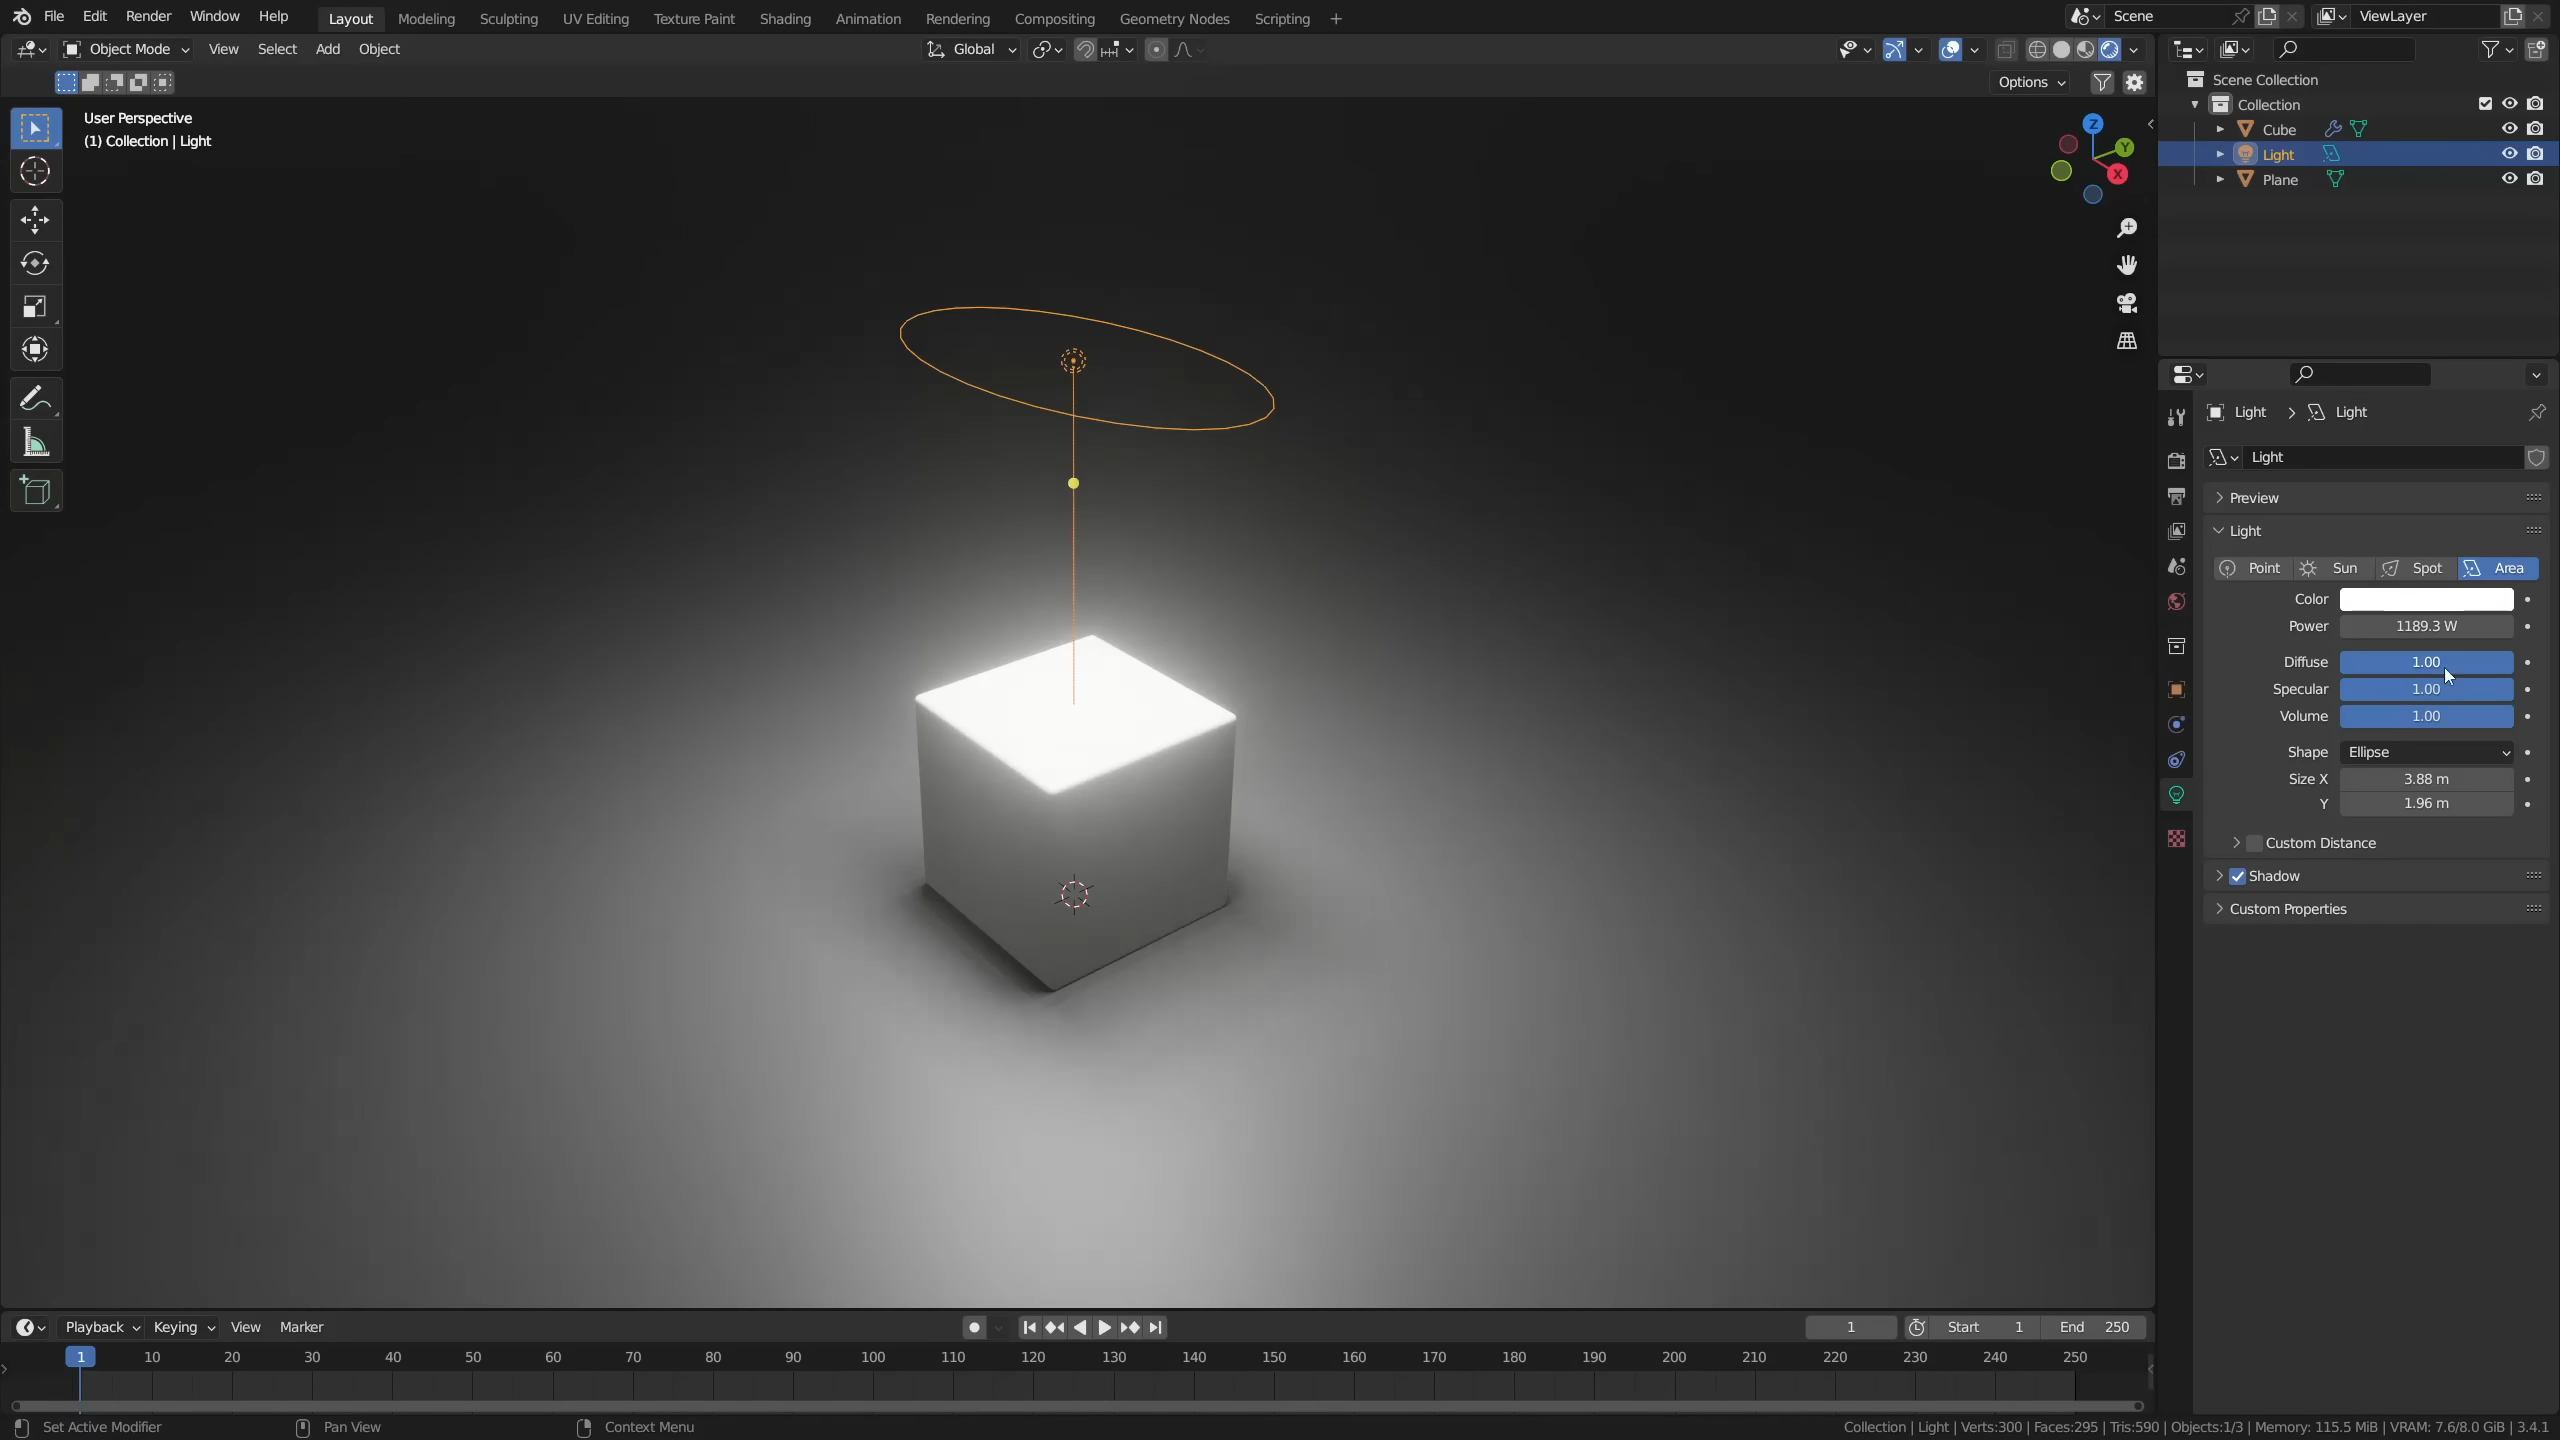 File Edit Render Window Help Layout Modeling Sculpting UV Editing Texture Paint Shading Animation Rendering Compositing Geometry Nodes Scripting + Scene ViewLayer
Object Mode View Select Add Object Global
Options
User Perspective
(1) Collection | Light
Z
Y
X
Scene Collection
Collection
Cube
Light
Plane
Light > Light
Light
Preview
Light
Point Sun Spot Area
Color
Power 1189.3 W
Diffuse 1.00
Specular 1.00
Volume 1.00
Shape Ellipse
Size X 3.88 m
Y 1.96 m
Custom Distance
Shadow
Custom Properties
Playback Keying View Marker 1 Start 1 End 250
1 10 20 30 40 50 60 70 80 90 100 110 120 130 140 150 160 170 180 190 200 210 220 230 240 250
Set Active Modifier Pan View Context Menu Collection | Light | Verts:300 | Faces:295 | Tris:590 | Objects:1/3 | Memory: 115.5 MiB | VRAM: 7.6/8.0 GiB | 3.4.1